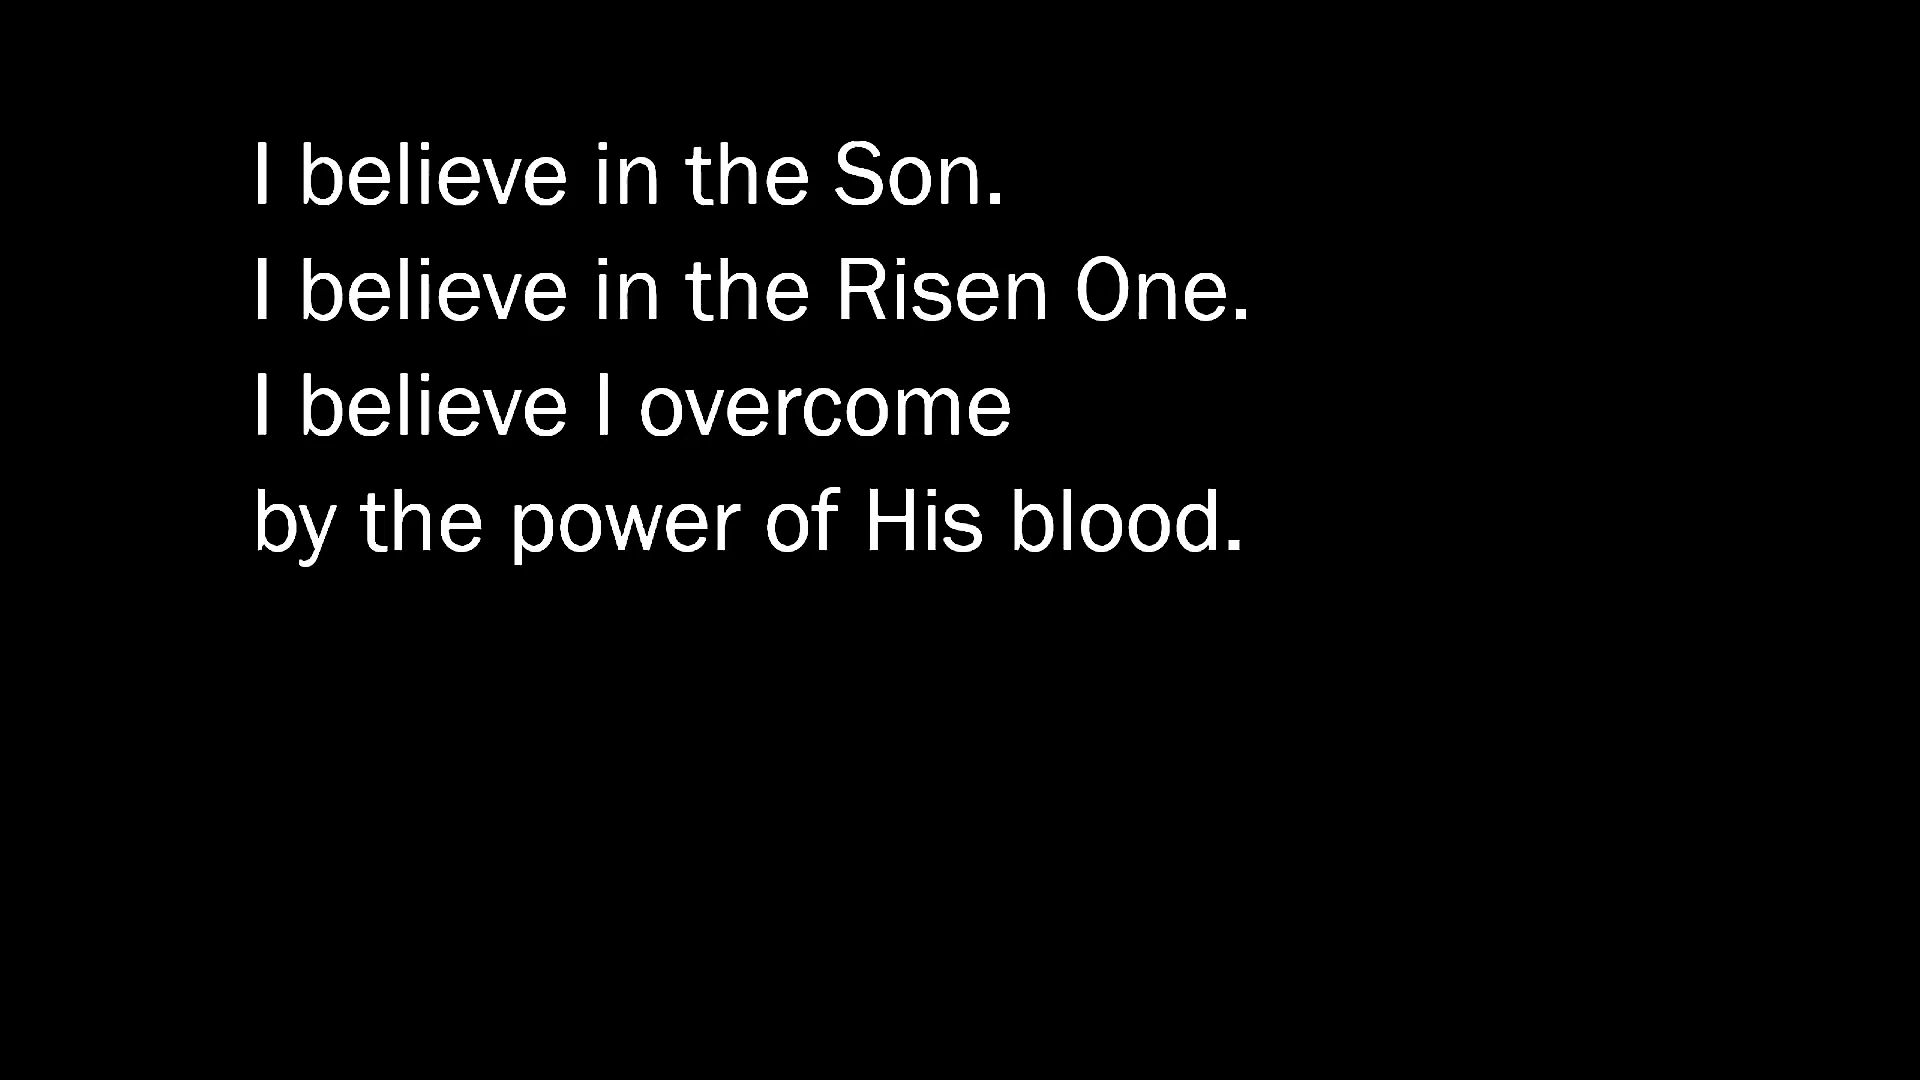 I believe in the Son.
I believe in the Risen One.
I believe I overcome
by the power of His blood.